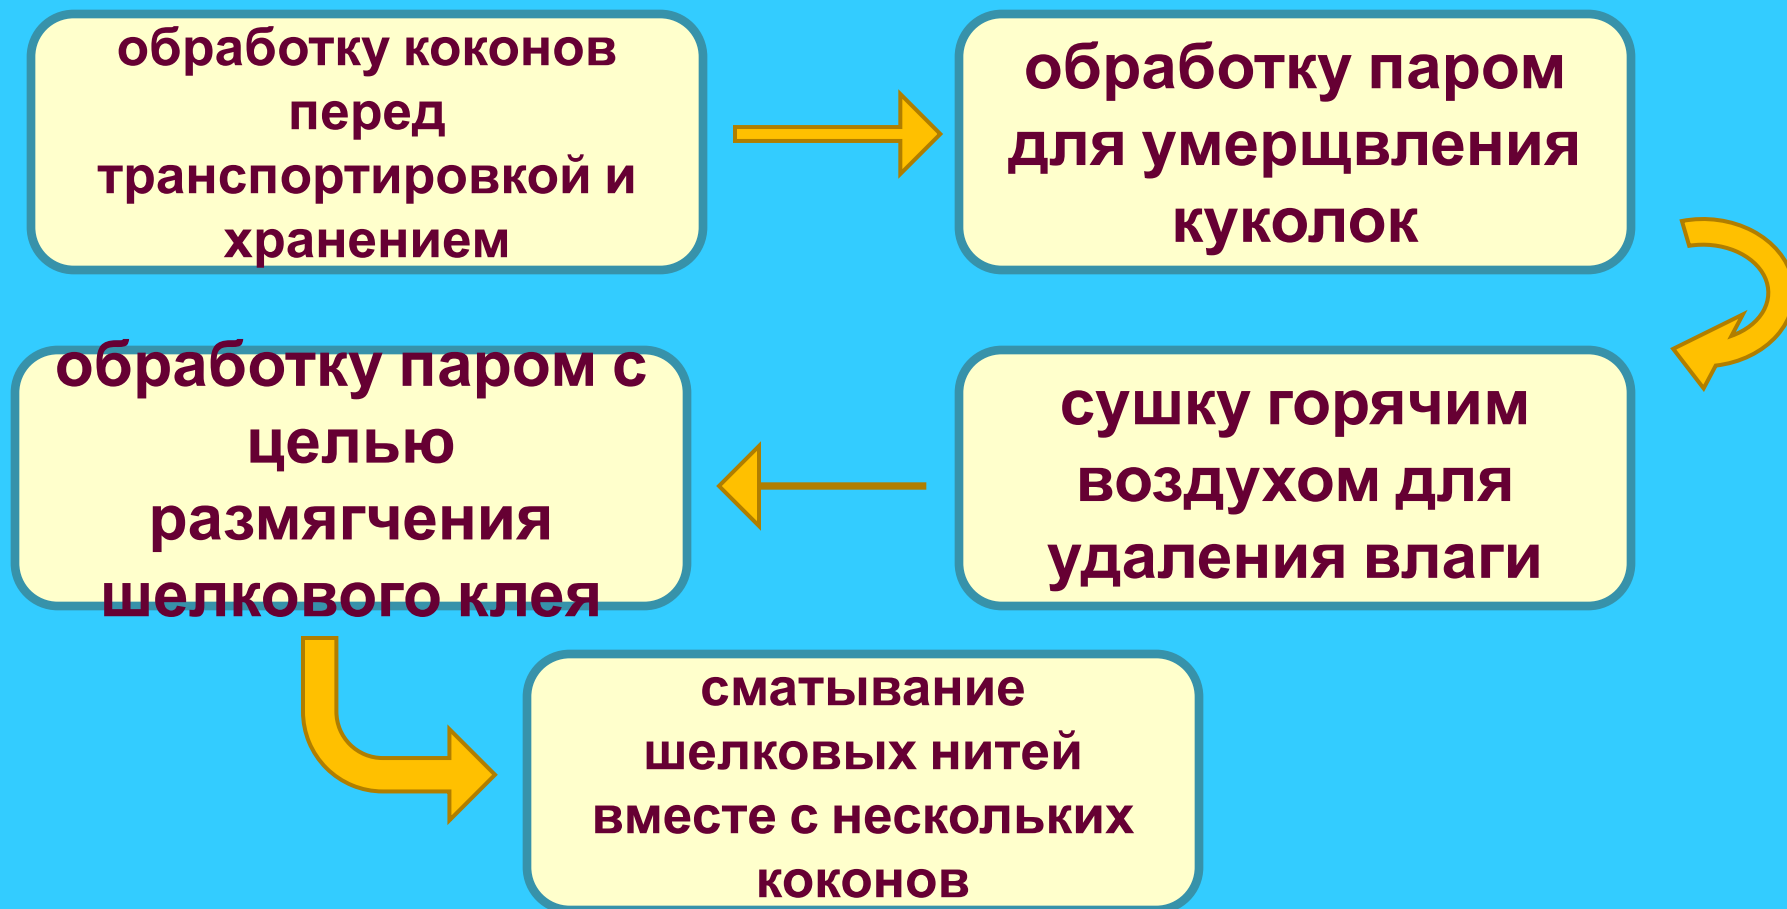 обработку коконов
перед
транспортировкой и
хранением
обработку паром
для умерщвления
куколок
сушку горячим
воздухом для
удаления влаги
обработку паром с
целью
размягчения
шелкового клея
сматывание
шелковых нитей
вместе с нескольких
коконов